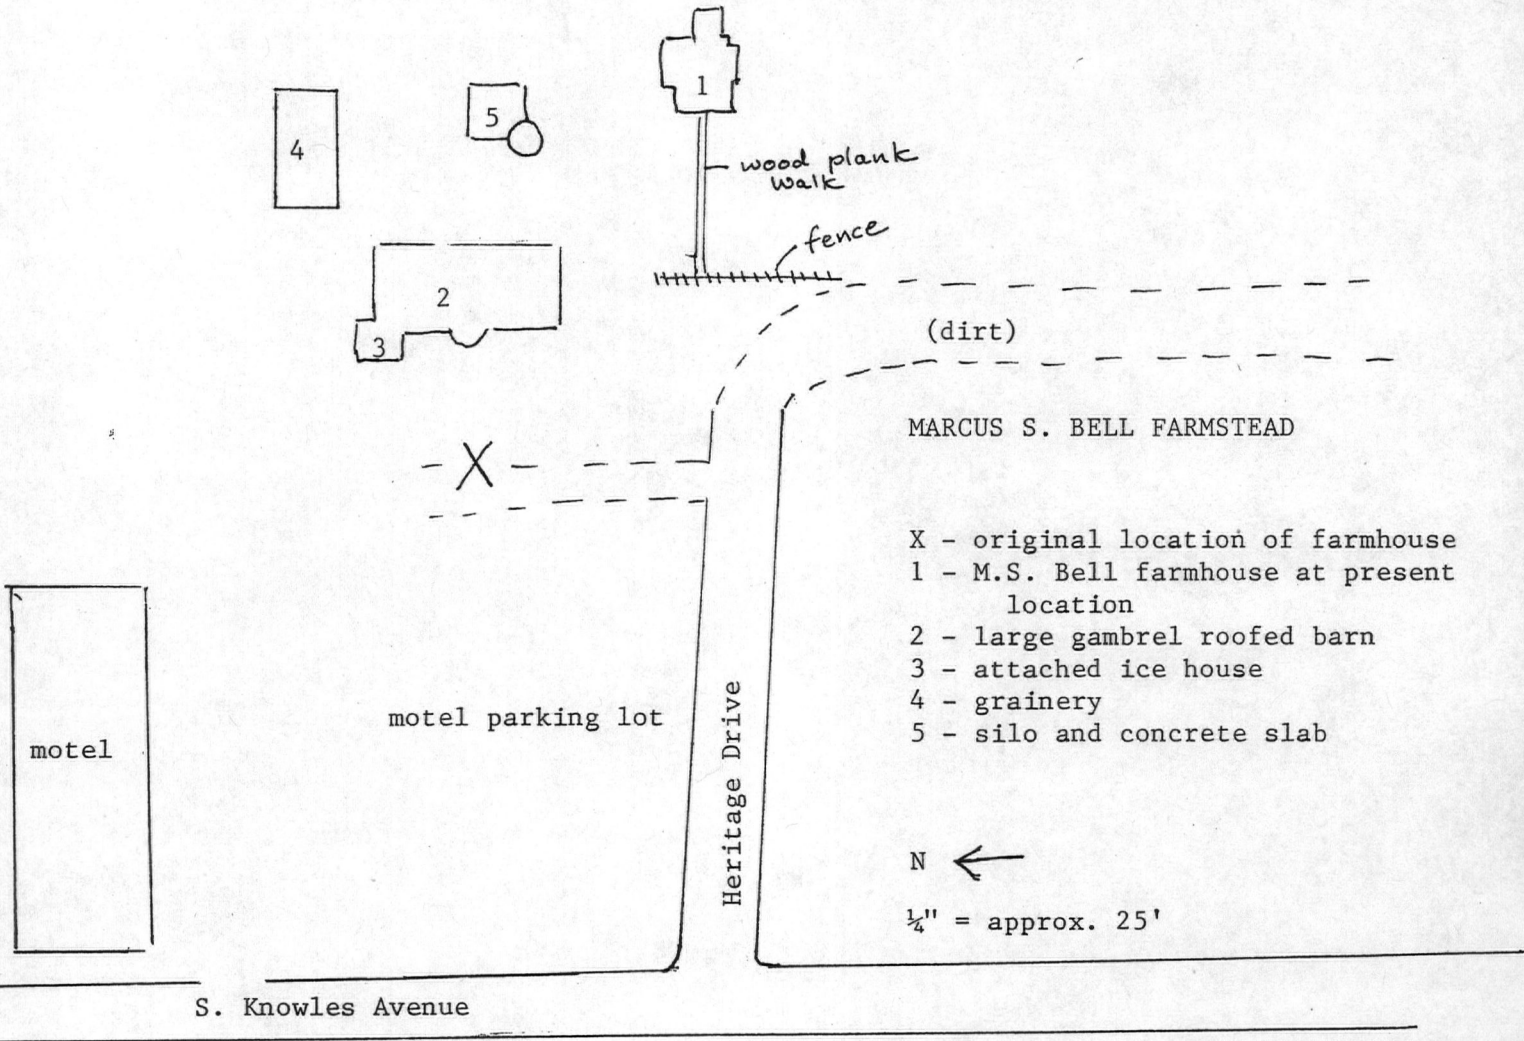 1
5
4
wood plank
walk
fence
2
(dirt)
3
MARCUS S. BELL FARMSTEAD
X
X - original location of farmhouse
1 - M.S. Bell farmhouse at present
location
2 - large gambrel roofed barn
3 - attached ice house
4 - grainery
5 - silo and concrete slab
motel parking lot
motel
Heritage Drive
N
¼" = approx. 25'
S. Knowles Avenue